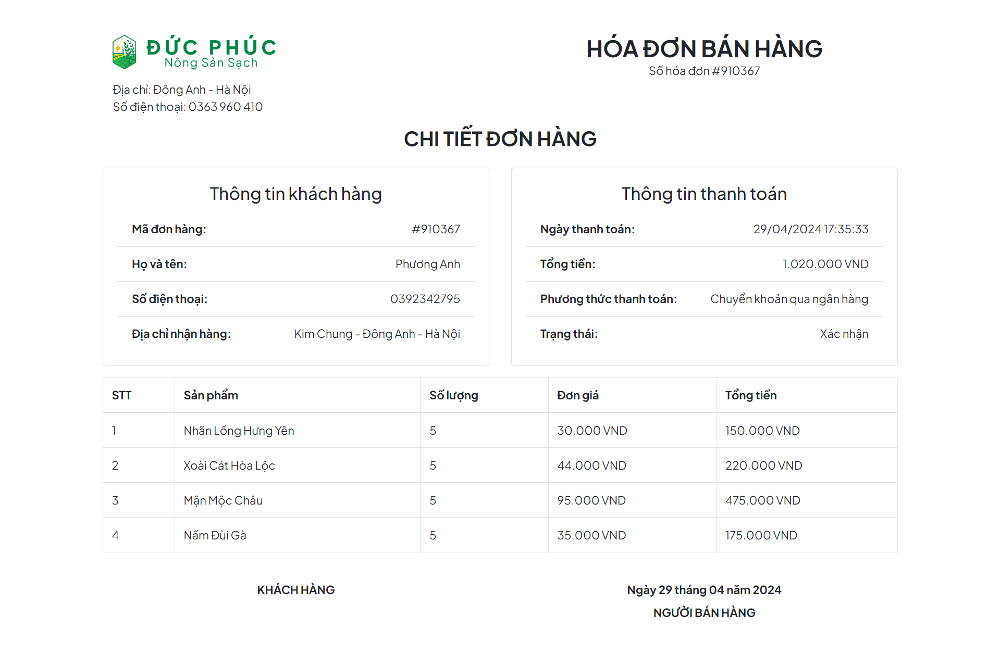 ĐỨC PHÚC
Nông Sản Sạch
Địa chỉ: Đông Anh - Hà Nội
Số điện thoại: 0363 960 410
HÓA ĐƠN BÁN HÀNG
Số hóa đơn #910367
CHI TIẾT ĐƠN HÀNG
Thông tin khách hàng
Mã đơn hàng: #910367
Họ và tên: Phương Anh
Số điện thoại: 0392342795
Địa chỉ nhận hàng: Kim Chung - Đông Anh - Hà Nội
Thông tin thanh toán
Ngày thanh toán: 29/04/2024 17:35:33
Tổng tiền: 1.020.000 VND
Phương thức thanh toán: Chuyển khoản qua ngân hàng
Trạng thái: Xác nhận
STT Sản phẩm Số lượng Đơn giá Tổng tiền
1 Nhãn Lồng Hưng Yên 5 30.000 VND 150.000 VND
2 Xoài Cát Hòa Lộc 5 44.000 VND 220.000 VND
3 Mận Mộc Châu 5 95.000 VND 475.000 VND
4 Nấm Đùi Gà 5 35.000 VND 175.000 VND
KHÁCH HÀNG
Ngày 29 tháng 04 năm 2024
NGƯỜI BÁN HÀNG